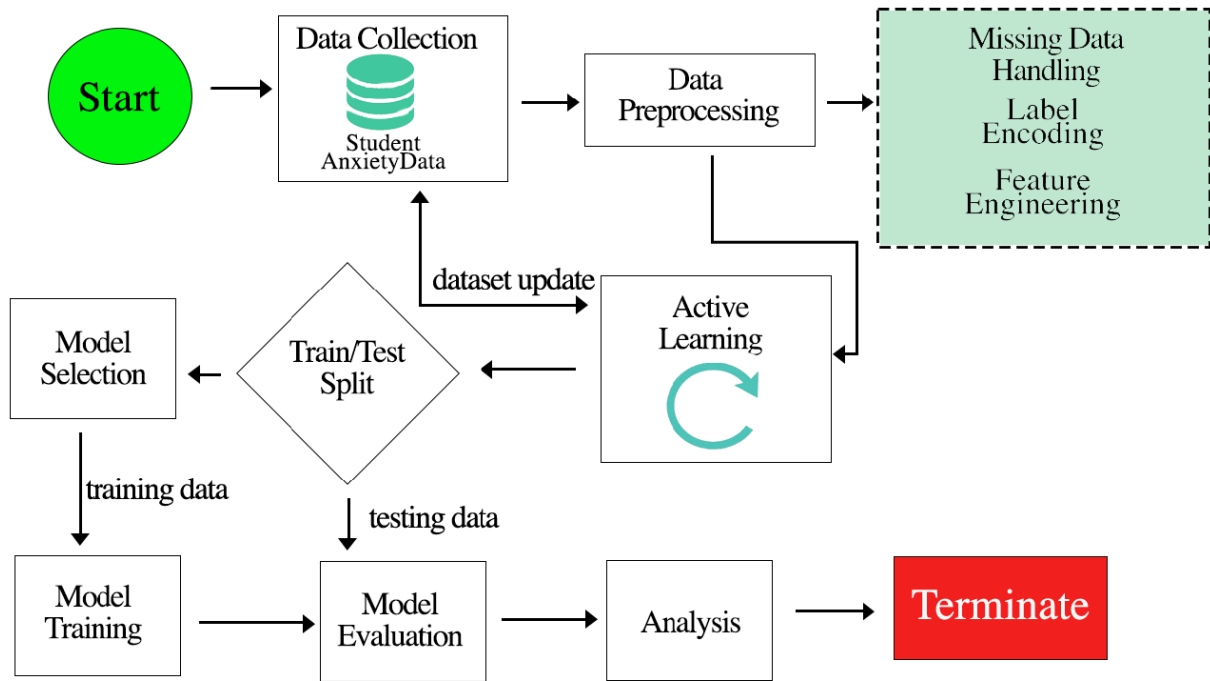 Start
Data Collection
Student
AnxietyData
Data
Preprocessing
Missing Data
Handling
Label
Encoding
Feature
Engineering
dataset update
Active
Learning
Train/Test
Split
Model
Selection
training data
testing data
Model
Training
Model
Evaluation
Analysis
Terminate